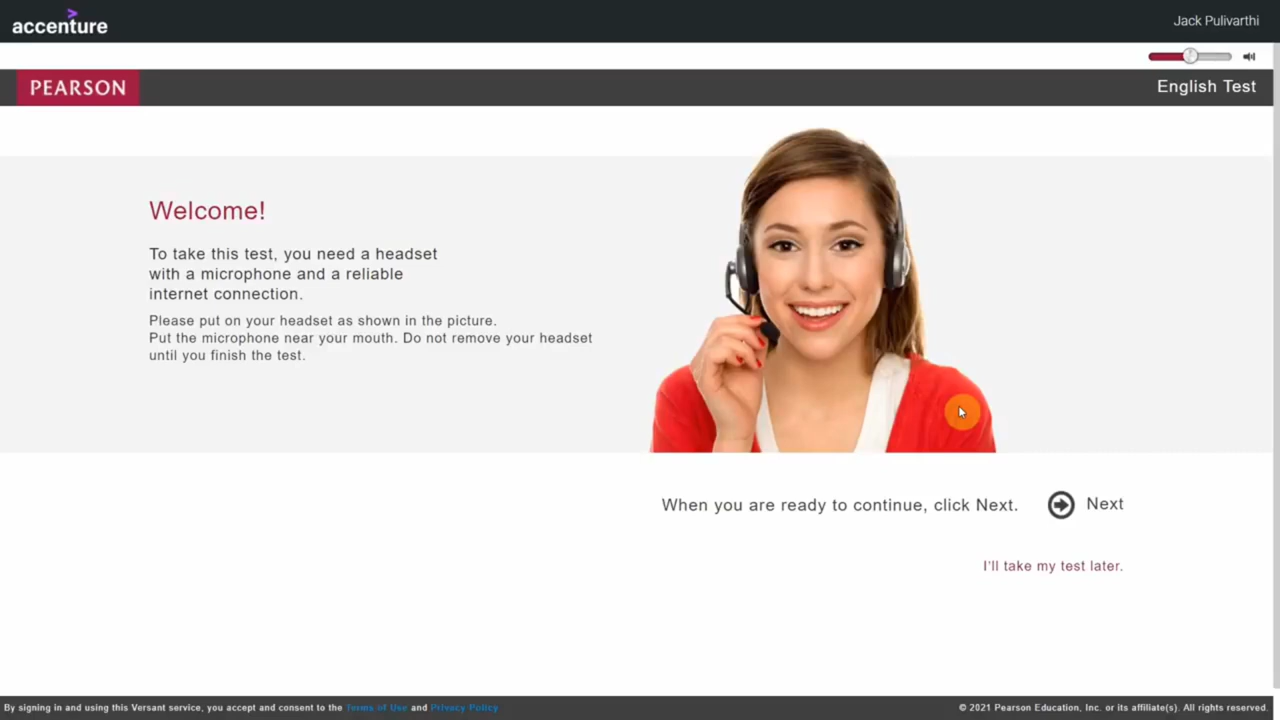 accenture
Jack Pulivarthi
PEARSON
English Test
Welcome!
To take this test, you need a headset
with a microphone and a reliable
internet connection.
Please put on your headset as shown in the picture.
Put the microphone near your mouth. Do not remove your headset
until you finish the test.
When you are ready to continue, click Next.
Next
I'll take my test later.
By signing in and using this Versant service, you accept and consent to the Terms of Use and Privacy Policy
© 2021 Pearson Education, Inc. or its affiliate(s). All rights reserved.